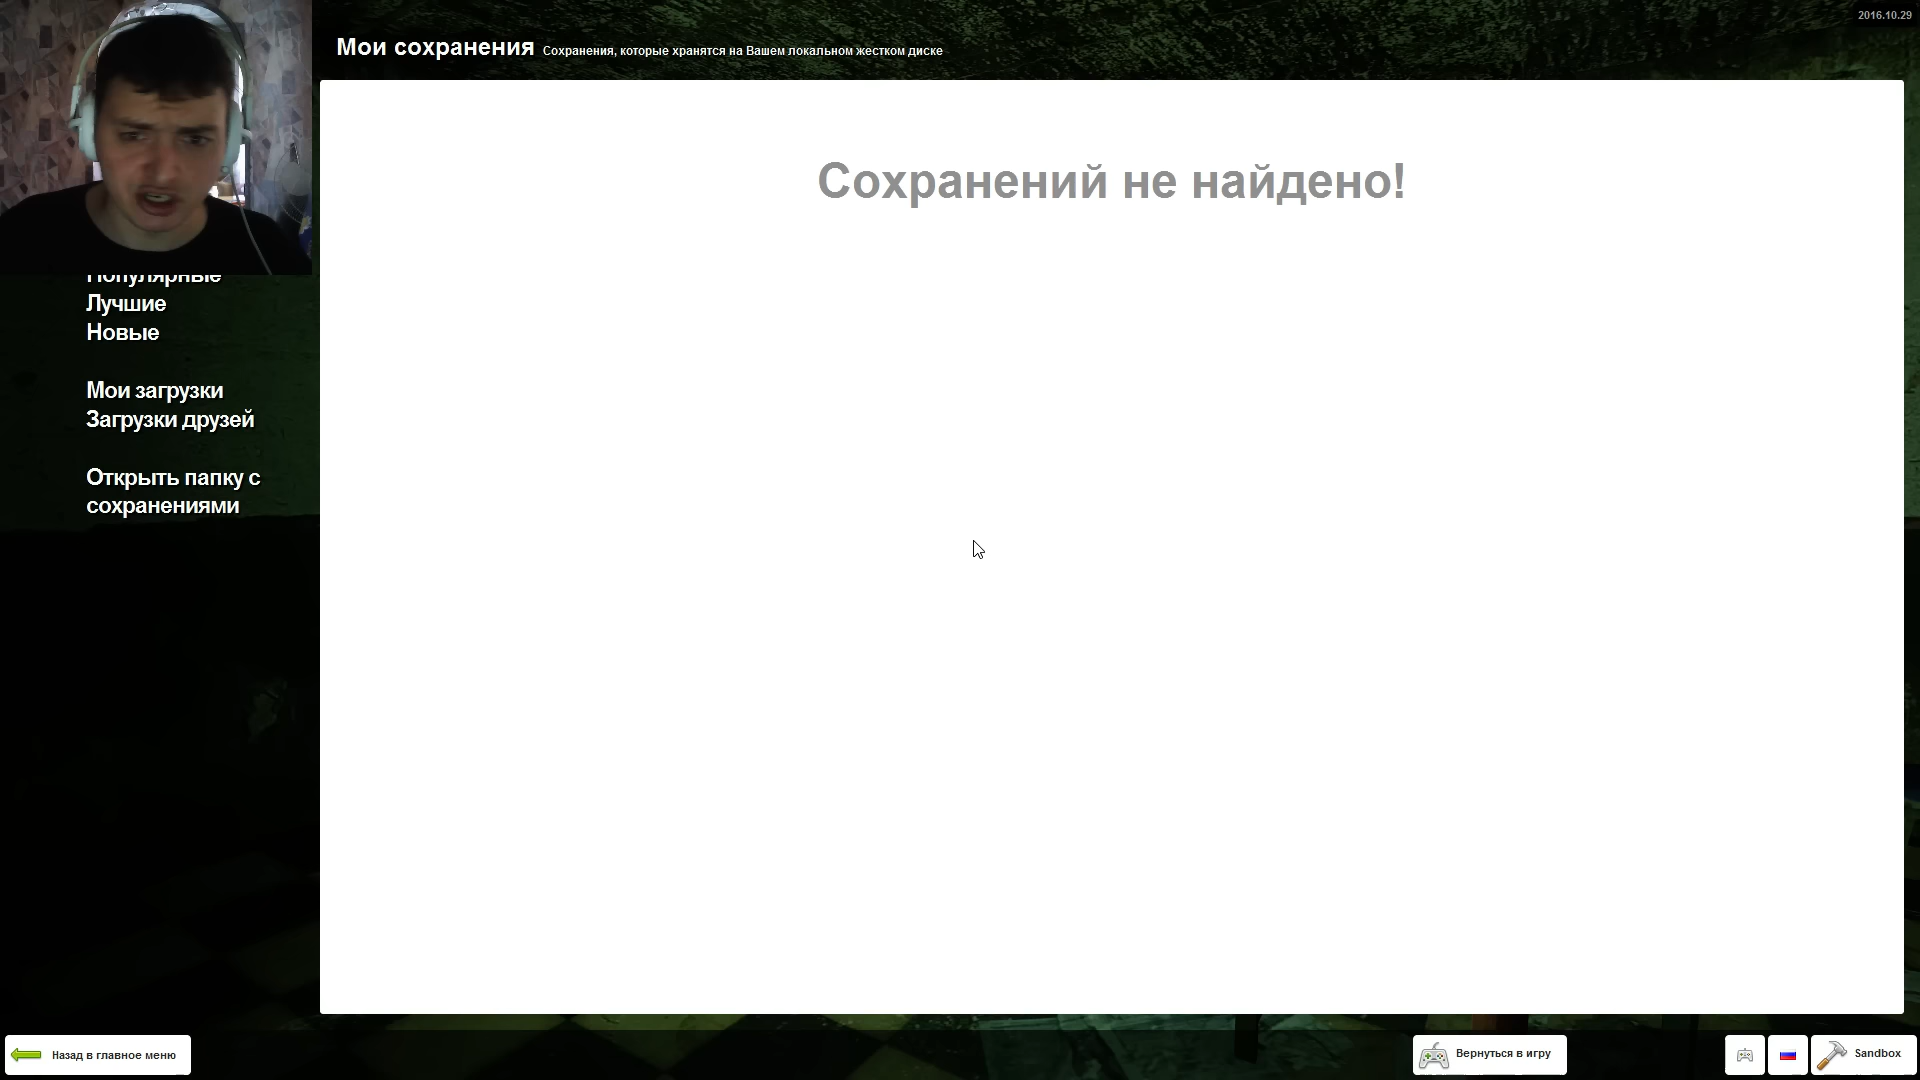 2016.10.29
Мои сохранения Сохранения, которые хранятся на Вашем локальном жестком диске
Сохранений не найдено!
Популярные
Лучшие
Новые
Мои загрузки
Загрузки друзей
Открыть папку с
сохранениями
Назад в главное меню
Вернуться в игру
Sandbox